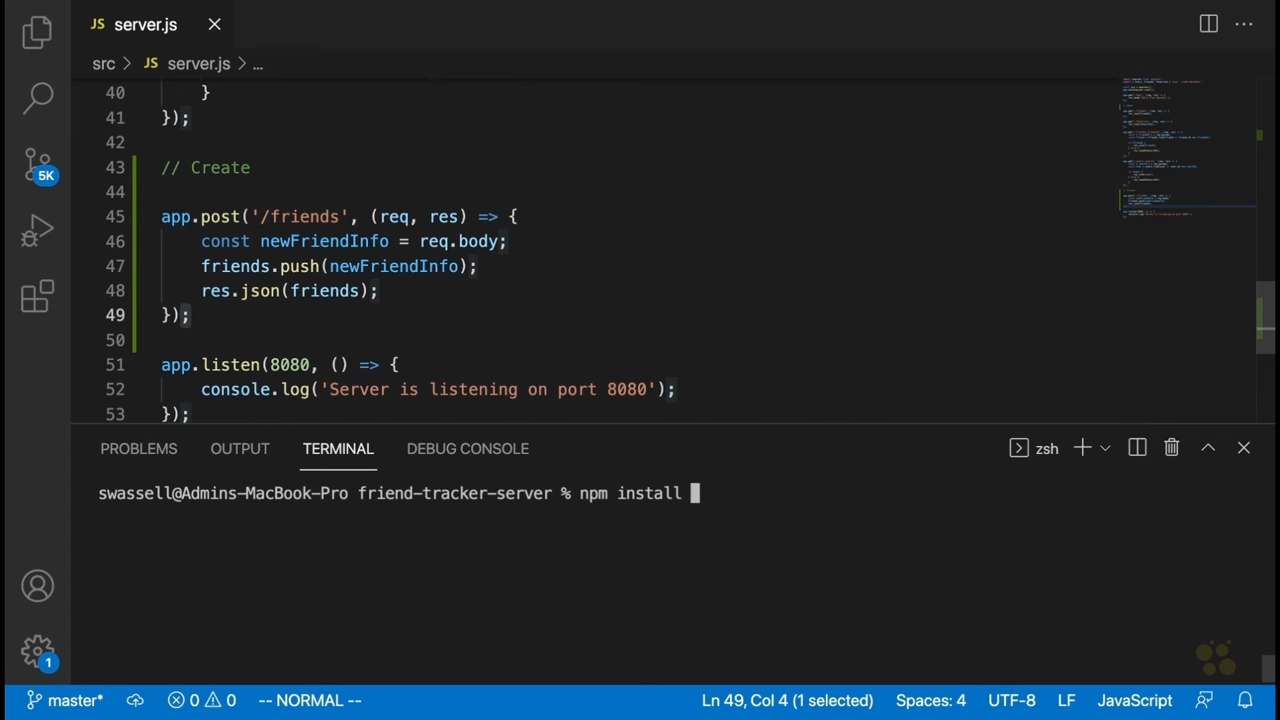 JS server.js
src > JS server.js > ...
40 }
41 });
42
43 // Create
44
45 app.post('/friends', (req, res) => {
46 const newFriendInfo = req.body;
47 friends.push(newFriendInfo);
48 res.json(friends);
49 });
50
51 app.listen(8080, () => {
52 console.log('Server is listening on port 8080');
53 });
5K
PROBLEMS OUTPUT TERMINAL DEBUG CONSOLE zsh
swassell@Admins-MacBook-Pro friend-tracker-server % npm install
1
master* 0 0 -- NORMAL -- Ln 49, Col 4 (1 selected) Spaces: 4 UTF-8 LF JavaScript